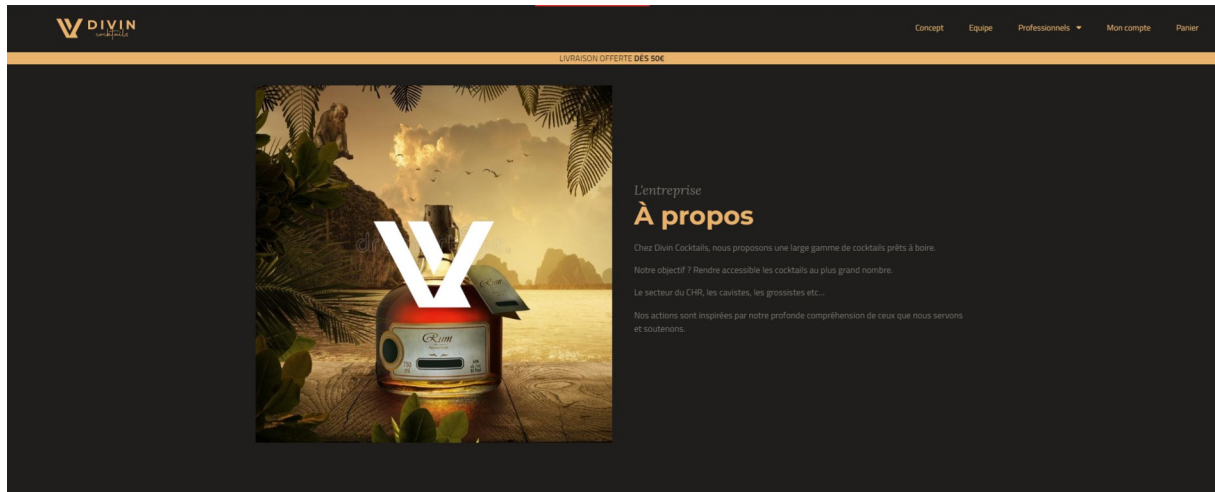 DIVIN
cocktails
Concept Equipe Professionnels Mon compte Panier
LIVRAISON OFFERTE DÈS 50€
Rum
L'entreprise
À propos
Chez Divin Cocktails, nous proposons une large gamme de cocktails prêts à boire.
Notre objectif ? Rendre accessible les cocktails au plus grand nombre.
Le secteur du CHR, les cavistes, les grossistes etc...
Nos actions sont inspirées par notre profonde compréhension de ceux que nous servons
et soutenons.